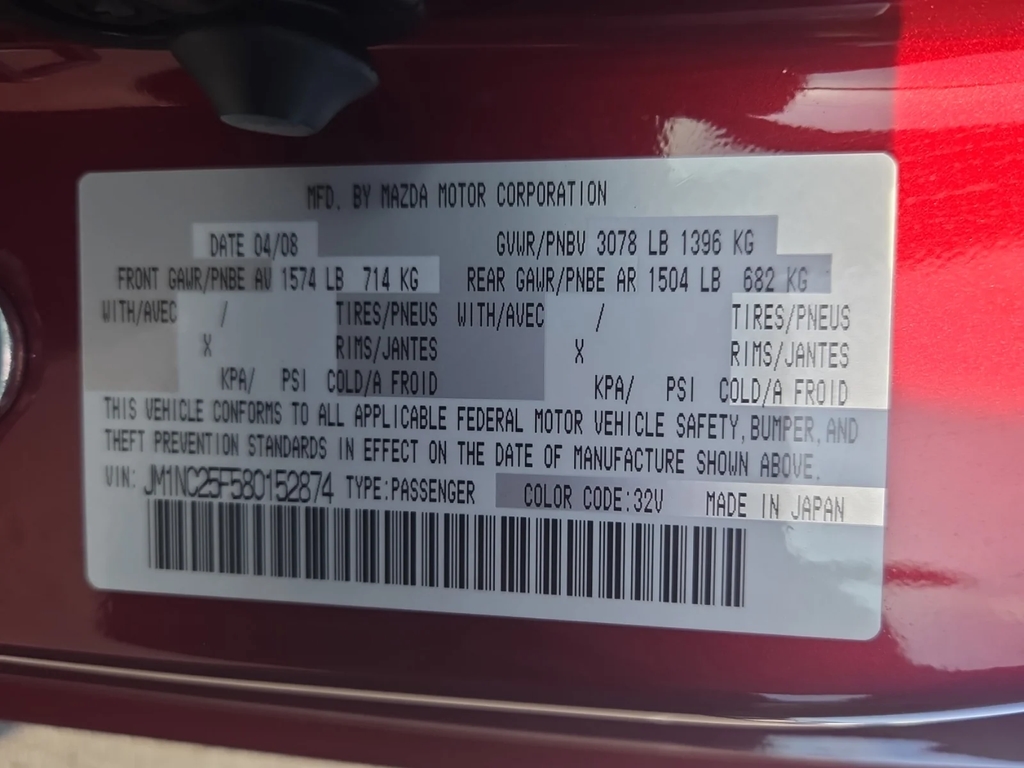 MFD. BY MAZDA MOTOR CORPORATION
DATE 04/08 GVWR/PNBV 3078 LB 1396 KG
FRONT GAWR/PNBE AV 1574 LB 714 KG REAR GAWR/PNBE AR 1504 LB 682 KG
WITH/AVEC / TIRES/PNEUS WITH/AVEC / TIRES/PNEUS
X RIMS/JANTES X RIMS/JANTES
KPA/ PSI COLD/A FROID KPA/ PSI COLD/A FROID
THIS VEHICLE CONFORMS TO ALL APPLICABLE FEDERAL MOTOR VEHICLE SAFETY, BUMPER, AND
THEFT PREVENTION STANDARDS IN EFFECT ON THE DATE OF MANUFACTURE SHOWN ABOVE.
VIN: JM1NC25F580152874 TYPE:PASSENGER COLOR CODE:32V MADE IN JAPAN